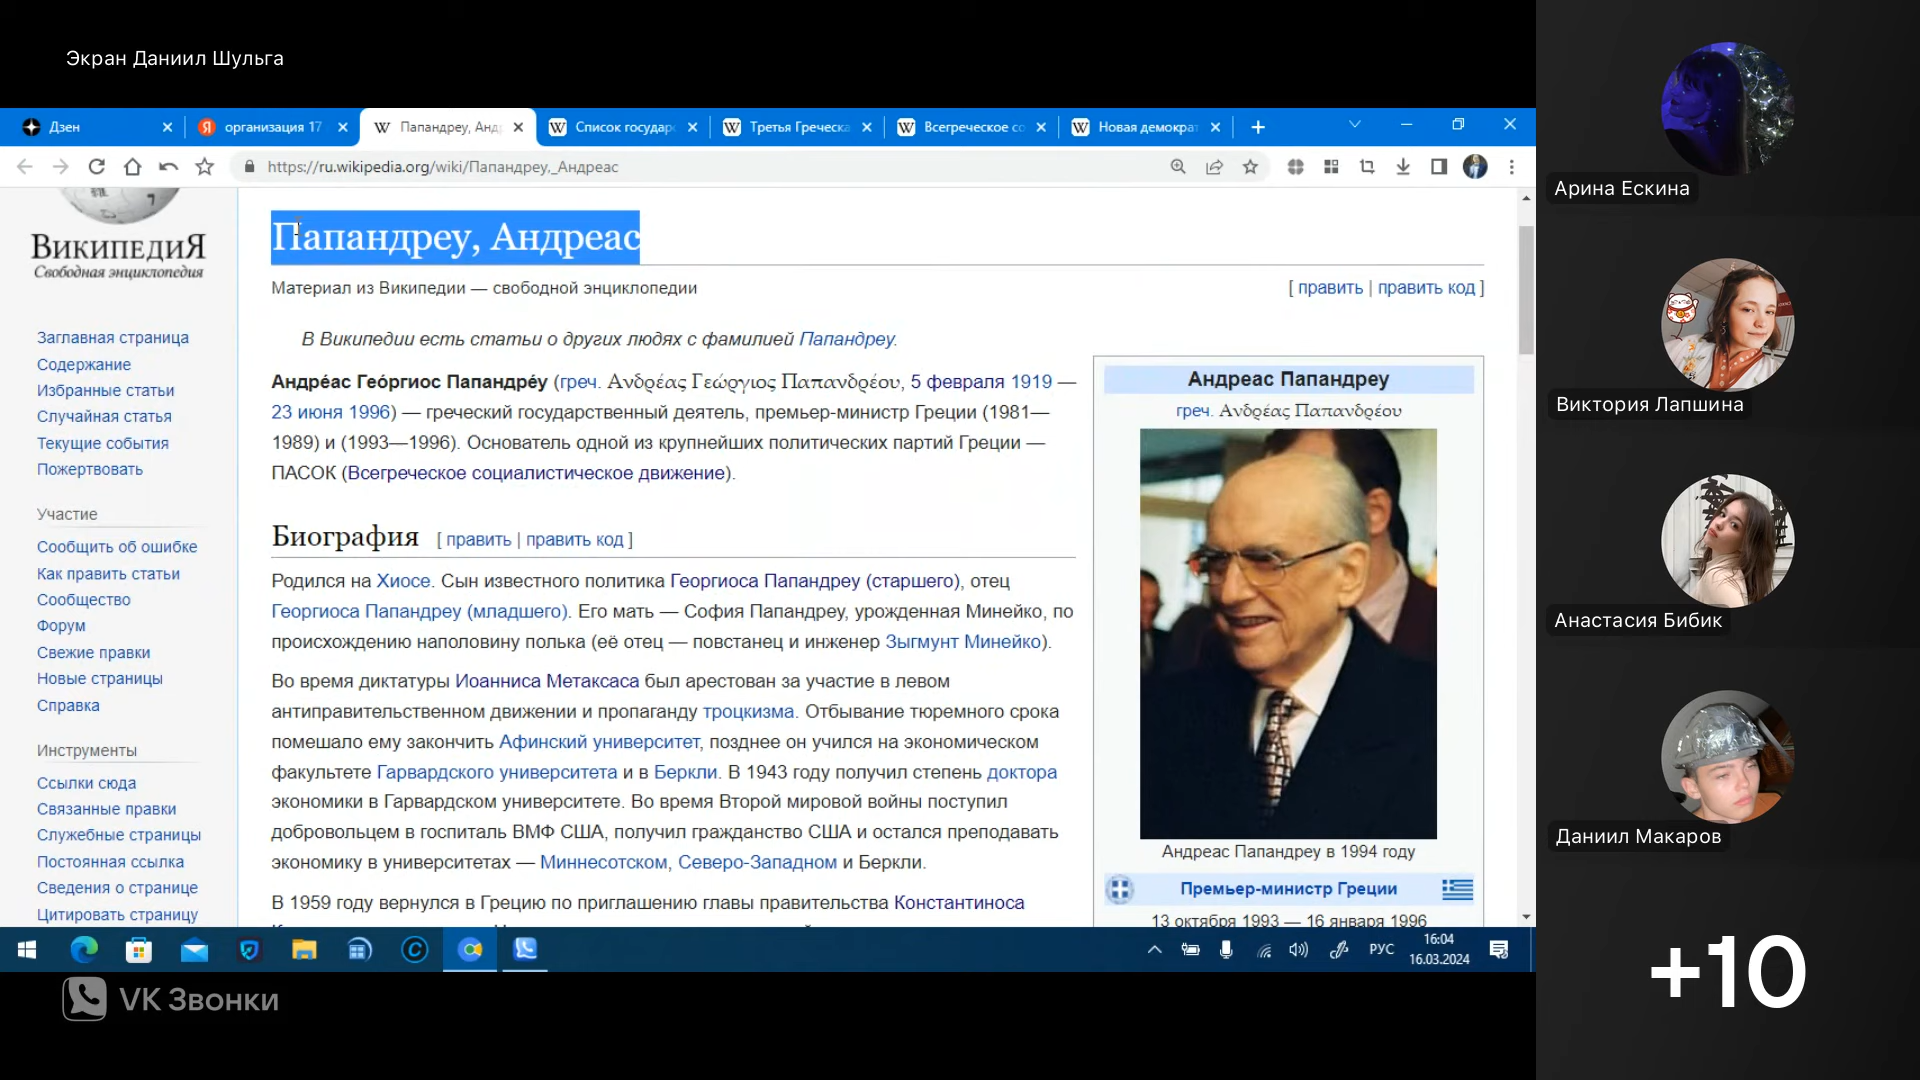 Экран Даниил Шульга
Дзен
организация 17
Папандреу, Анд
Список государ
Третья Греческа
Всегреческое со
Новая демократ
https://ru.wikipedia.org/wiki/Папандреу,_Андреас
ВикипедиЯ
Свободная энциклопедия
Заглавная страница
Содержание
Избранные статьи
Случайная статья
Текущие события
Пожертвовать
Участие
Сообщить об ошибке
Как править статьи
Сообщество
Форум
Свежие правки
Новые страницы
Справка
Инструменты
Ссылки сюда
Связанные правки
Служебные страницы
Постоянная ссылка
Сведения о странице
Цитировать страницу
Папандреу, Андреас
Материал из Википедии — свободной энциклопедии
[ править | править код ]
В Википедии есть статьи о других людях с фамилией Папандреу.
Андре́ас Гео́ргиос Папандре́у (греч. Ανδρέας Γεώργιος Παπανδρέου, 5 февраля 1919 —
23 июня 1996) — греческий государственный деятель, премьер-министр Греции (1981—
1989) и (1993—1996). Основатель одной из крупнейших политических партий Греции —
ПАСОК (Всегреческое социалистическое движение).
Биография [ править | править код ]
Родился на Хиосе. Сын известного политика Георгиоса Папандреу (старшего), отец
Георгиоса Папандреу (младшего). Его мать — София Папандреу, урожденная Минейко, по
происхождению наполовину полька (её отец — повстанец и инженер Зыгмунт Минейко).
Во время диктатуры Иоанниса Метаксаса был арестован за участие в левом
антиправительственном движении и пропаганду троцкизма. Отбывание тюремного срока
помешало ему закончить Афинский университет, позднее он учился на экономическом
факультете Гарвардского университета и в Беркли. В 1943 году получил степень доктора
экономики в Гарвардском университете. Во время Второй мировой войны поступил
добровольцем в госпиталь ВМФ США, получил гражданство США и остался преподавать
экономику в университетах — Миннесотском, Северо-Западном и Беркли.
В 1959 году вернулся в Грецию по приглашению главы правительства Константиноса
Андреас Папандреу
греч. Ανδρέας Παπανδρέου
Андреас Папандреу в 1994 году
Премьер-министр Греции
13 октября 1993 — 16 января 1996
РУС
16:04
16.03.2024
VK Звонки
Арина Ескина
Виктория Лапшина
Анастасия Бибик
Даниил Макаров
+10